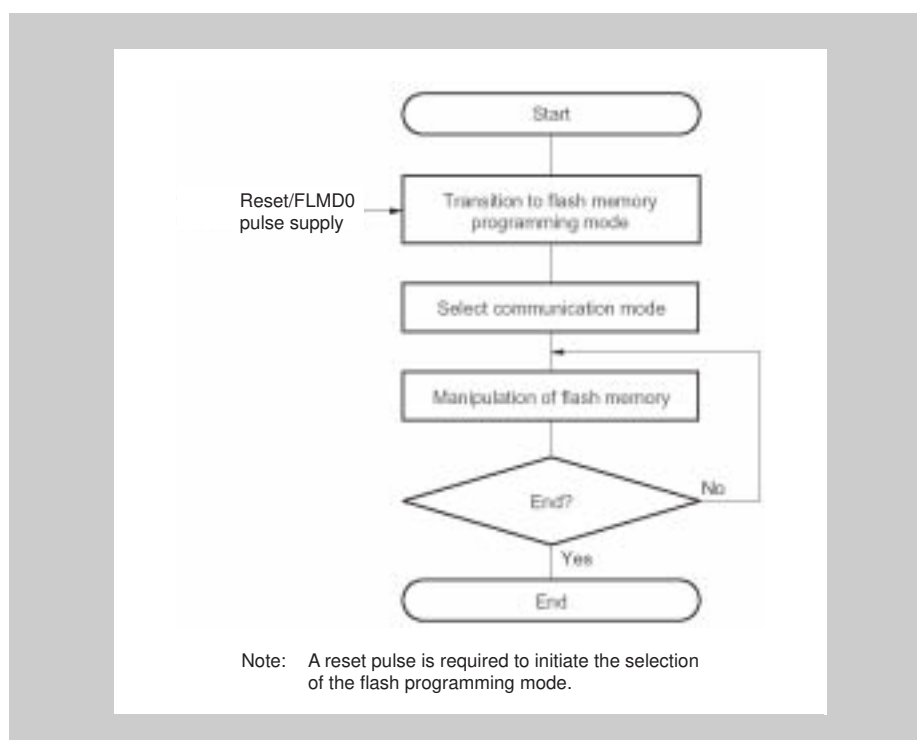 Start
Reset/FLMD0
pulse supply
Transition to flash memory
programming mode
Select communication mode
Manipulation of flash memory
End?
No
Yes
End
Note: A reset pulse is required to initiate the selection
of the flash programming mode.